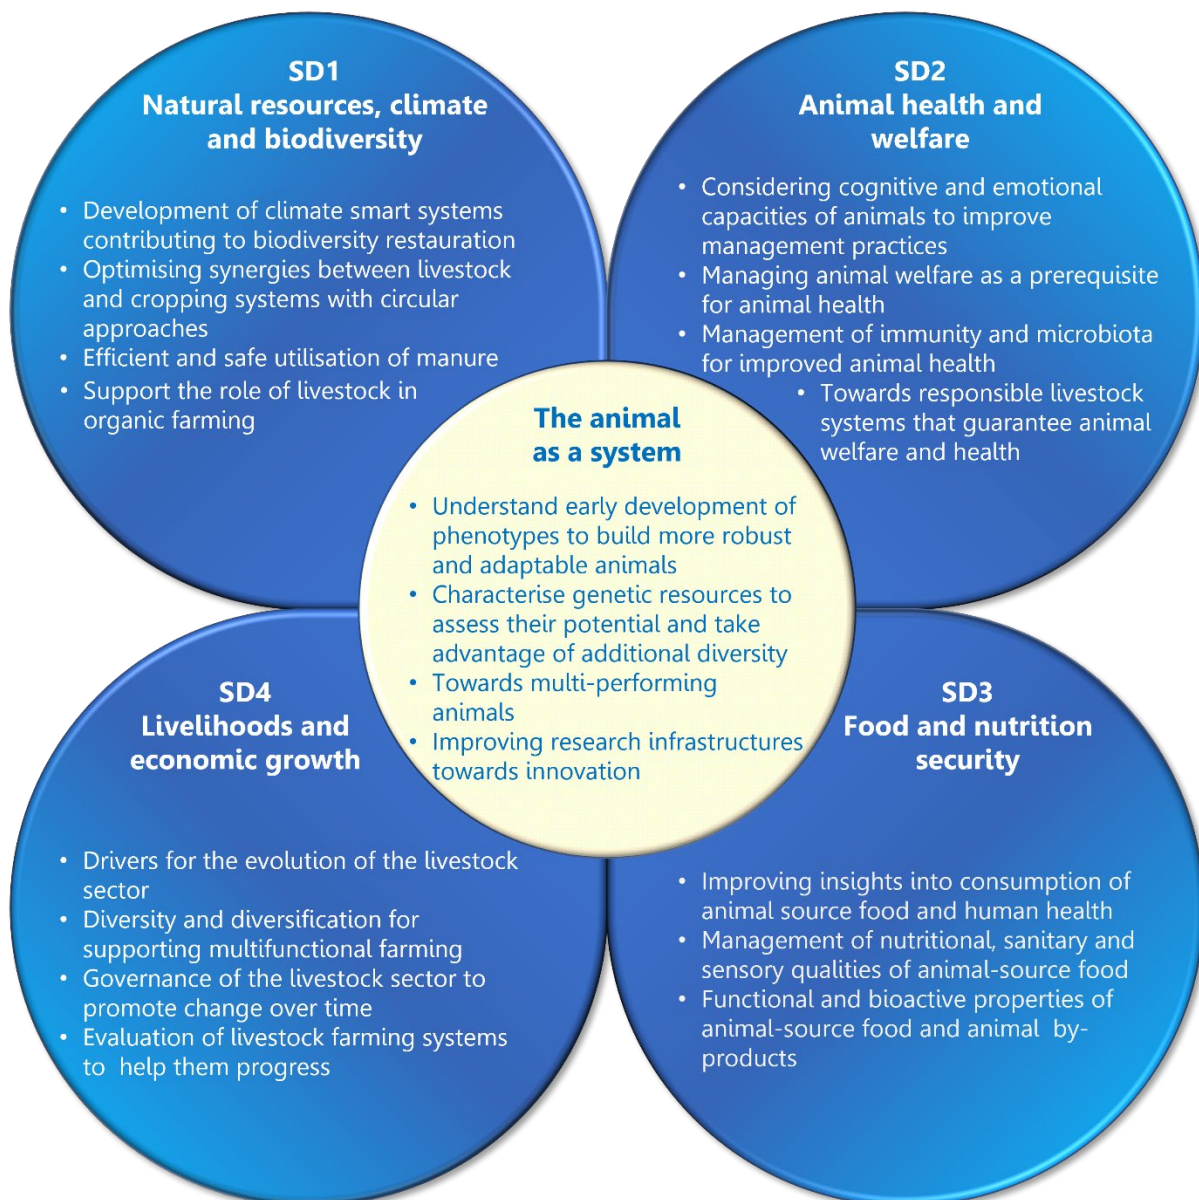 SD1
Natural resources, climate
and biodiversity
• Development of climate smart systems
contributing to biodiversity restauration
• Optimising synergies between livestock
and cropping systems with circular
approaches
• Efficient and safe utilisation of manure
• Support the role of livestock in
organic farming
SD2
Animal health and
welfare
• Considering cognitive and emotional
capacities of animals to improve
management practices
• Managing animal welfare as a prerequisite
for animal health
• Management of immunity and microbiota
for improved animal health
• Towards responsible livestock
systems that guarantee animal
welfare and health
The animal
as a system
• Understand early development of
phenotypes to build more robust
and adaptable animals
• Characterise genetic resources to
assess their potential and take
advantage of additional diversity
• Towards multi-performing
animals
• Improving research infrastructures
towards innovation
SD4
Livelihoods and
economic growth
• Drivers for the evolution of the livestock
sector
• Diversity and diversification for
supporting multifunctional farming
• Governance of the livestock sector to
promote change over time
• Evaluation of livestock farming systems
to help them progress
SD3
Food and nutrition
security
• Improving insights into consumption of
animal source food and human health
• Management of nutritional, sanitary and
sensory qualities of animal-source food
• Functional and bioactive properties of
animal-source food and animal by-
products